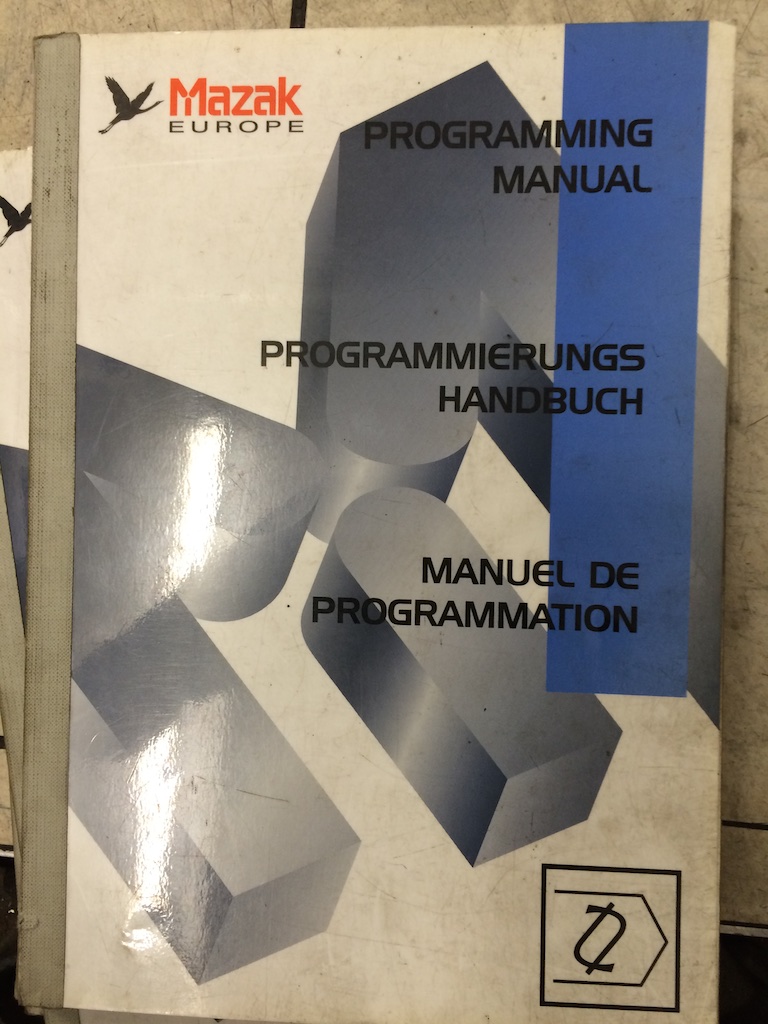 Mazak
EUROPE
PROGRAMMING
MANUAL
PROGRAMMIERUNGS
HANDBUCH
MANUEL DE
PROGRAMMATION